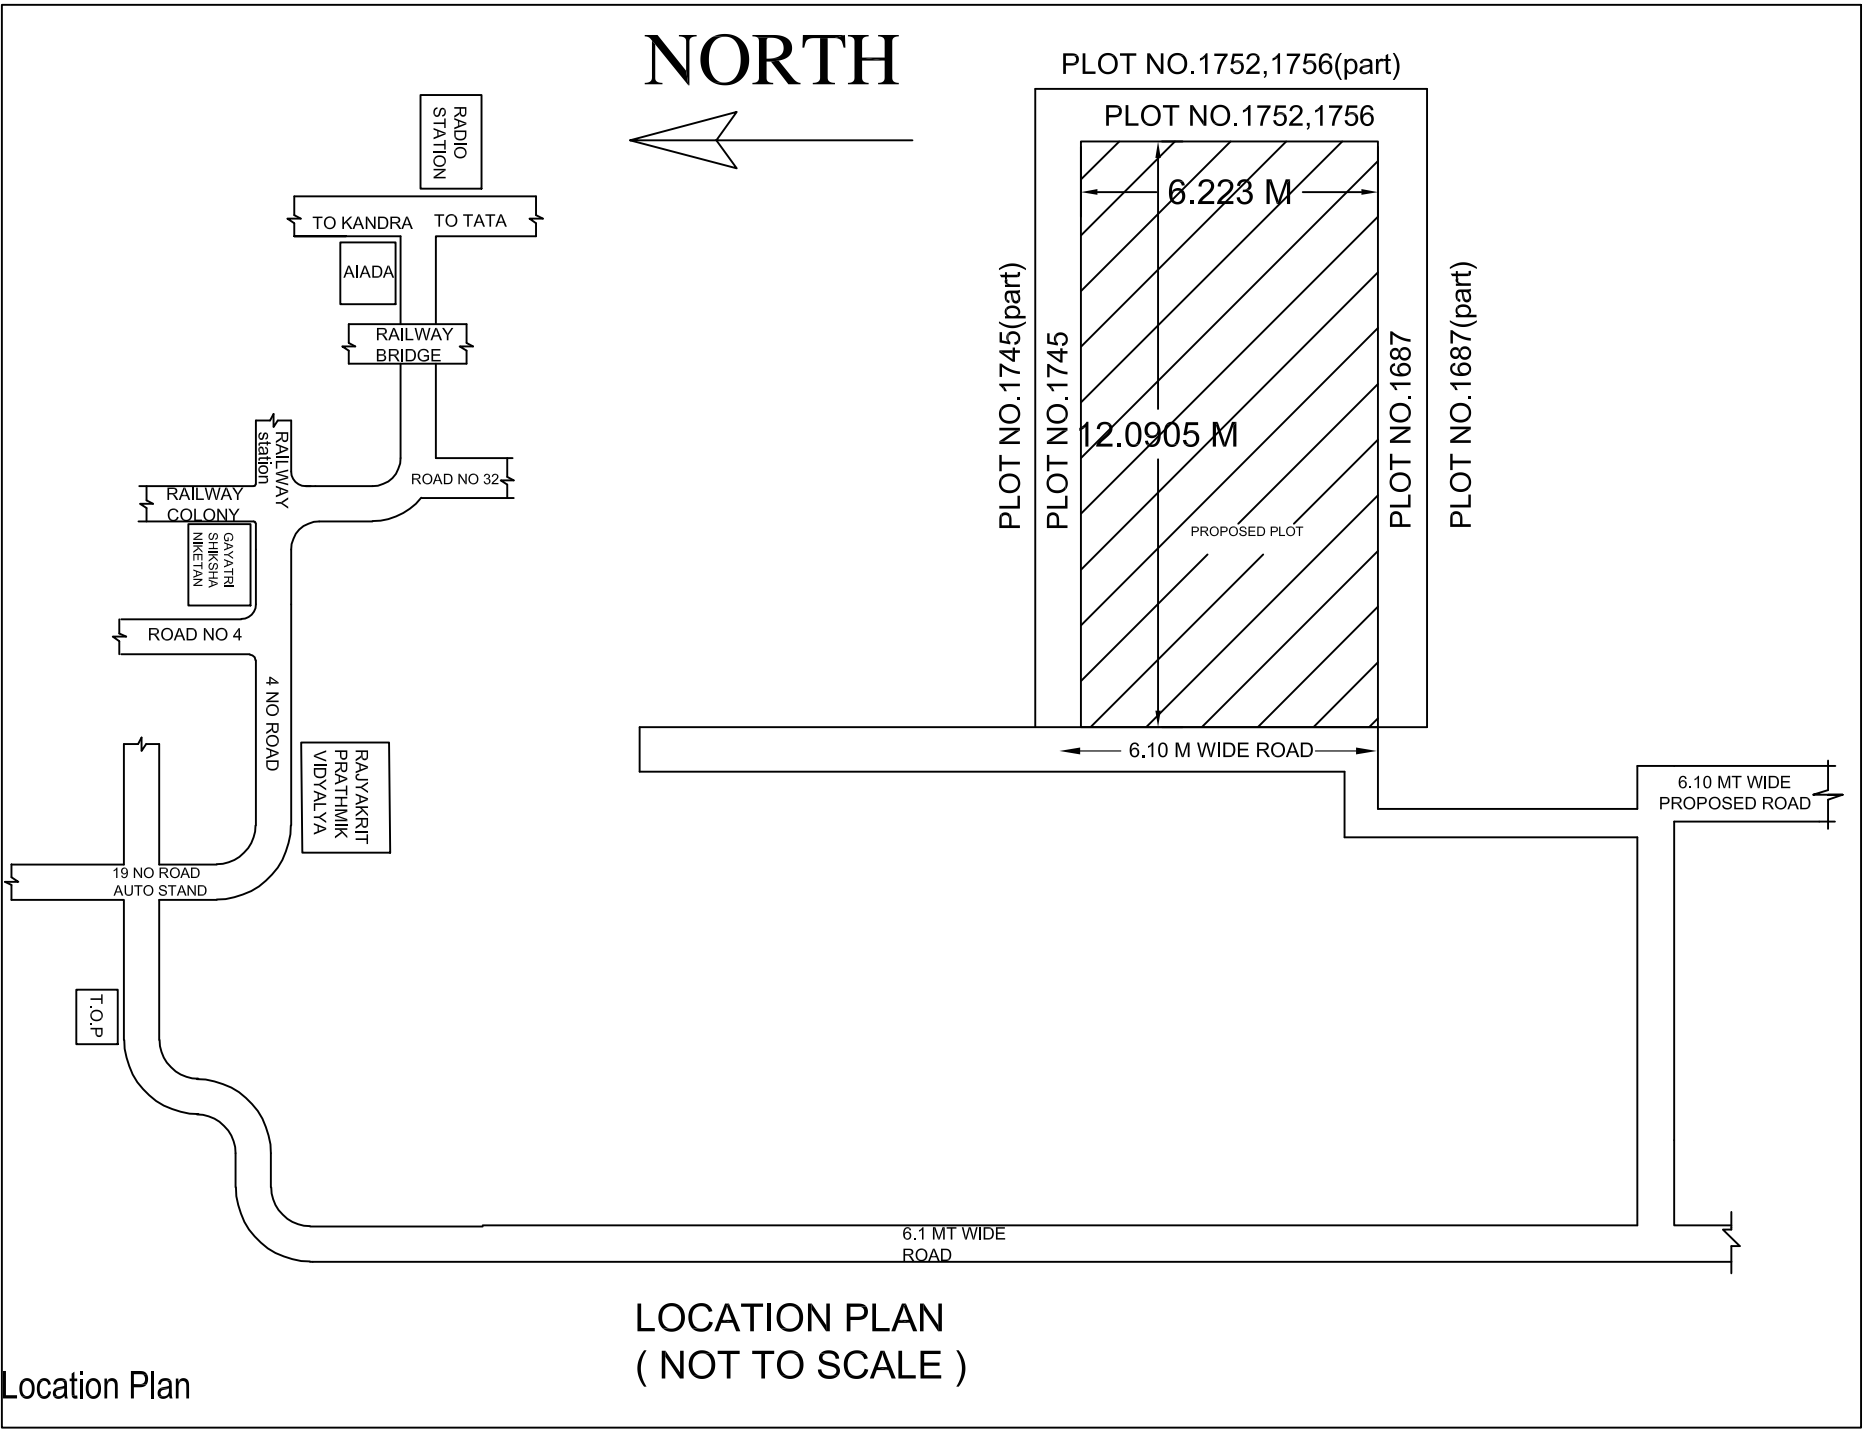 NORTH
PLOT NO.1752,1756(part)
PLOT NO.1752,1756
6.223 M
12.0905 M
PROPOSED PLOT
PLOT NO.1745(part)
PLOT NO.1745
PLOT NO.1687
PLOT NO.1687(part)
6.10 M WIDE ROAD
6.10 MT WIDE
PROPOSED ROAD
RADIO
STATION
TO KANDRA
TO TATA
AIADA
RAILWAY
BRIDGE
RAILWAY
station
ROAD NO 32
RAILWAY
COLONY
GAYATRI
SHIKSHA
NIKETAN
ROAD NO 4
4 NO ROAD
RAJYAKRIT
PRATHMIK
VIDYALYA
19 NO ROAD
AUTO STAND
T.O.P
6.1 MT WIDE
ROAD
LOCATION PLAN
( NOT TO SCALE )
Location Plan